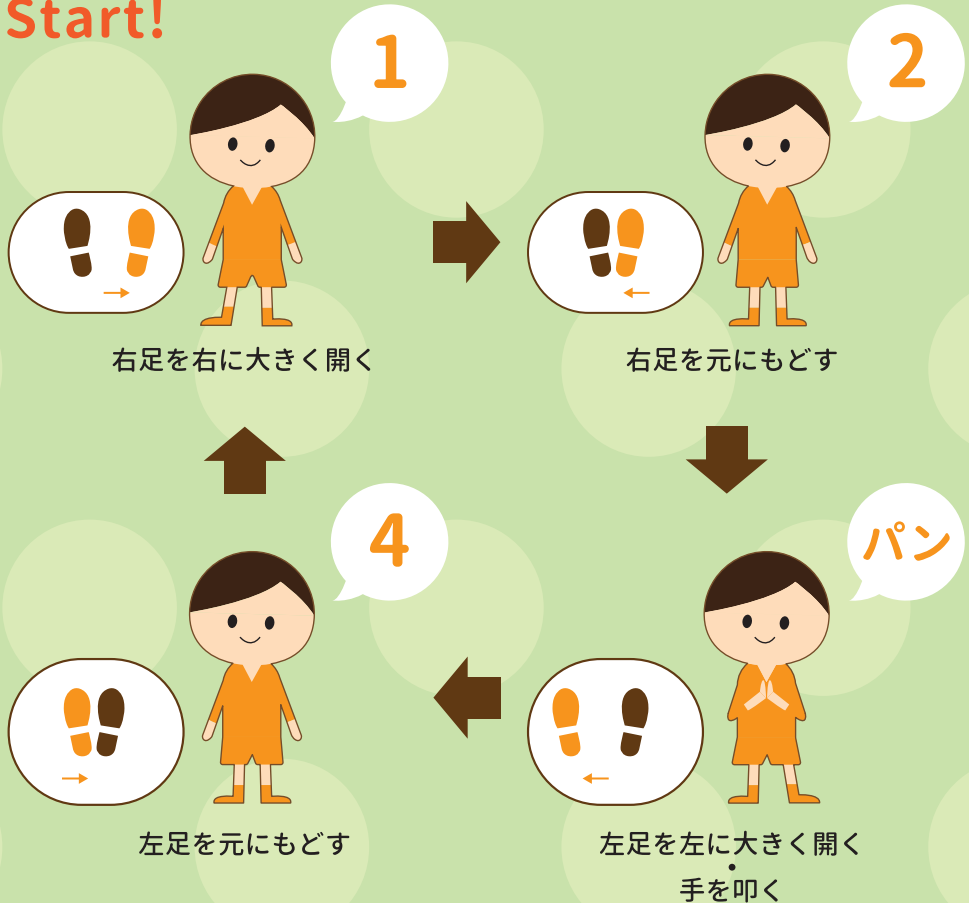 Start!
1
右足を右に大きく開く
2
右足を元にもどす
パン
左足を左に大きく開く
・
手を叩く
4
左足を元にもどす